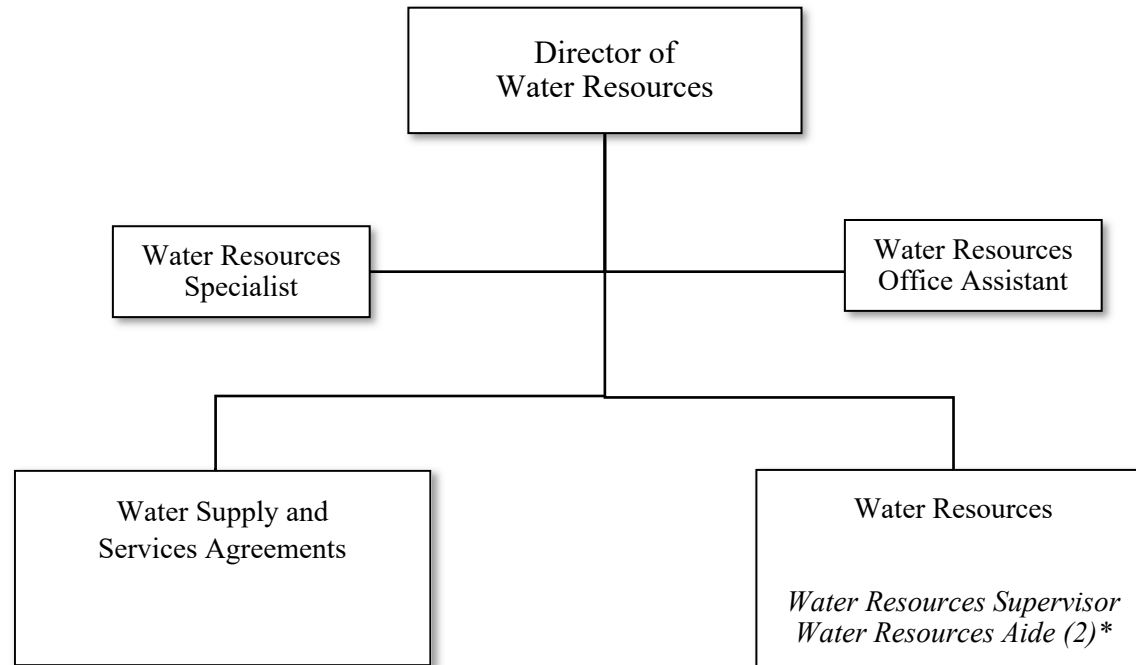 Director of
Water Resources
Water Resources
Specialist
Water Resources
Office Assistant
Water Supply and
Services Agreements
Water Resources
Water Resources Supervisor
Water Resources Aide (2)*